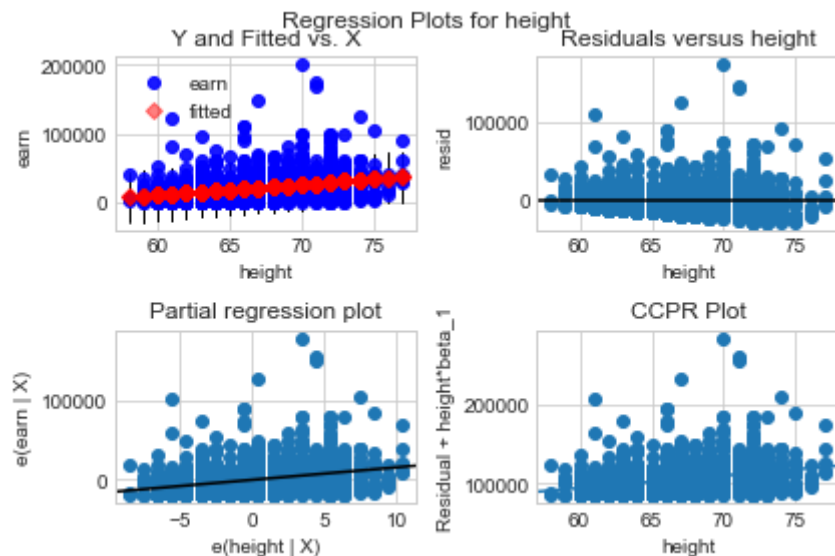 Regression Plots for height
Y and Fitted vs. X
200000
100000
0
earn
earn
fitted
60 65 70 75
height
Residuals versus height
100000
0
resid
60 65 70 75
height
Partial regression plot
100000
0
e(earn | X)
−5 0 5 10
e(height | X)
CCPR Plot
200000
100000
Residual + height*beta_1
60 65 70 75
height